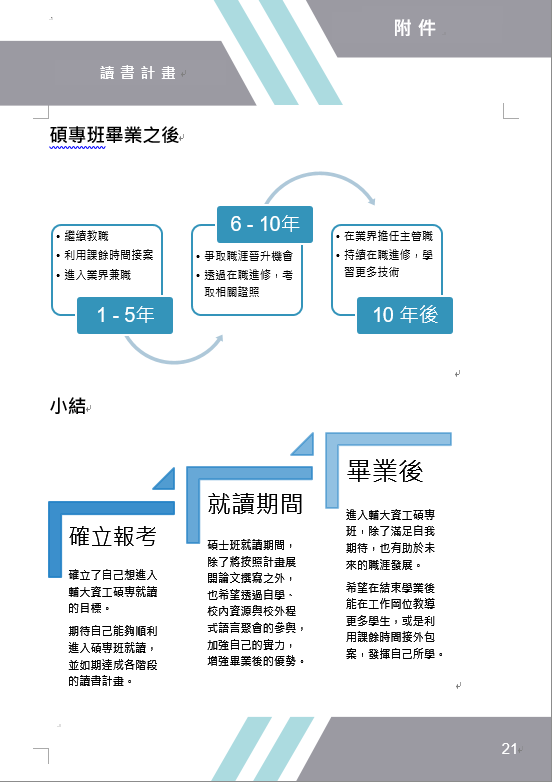 附件
讀書計畫
碩專班畢業之後
繼續教職
利用課餘時間接案
進入業界兼職
1 - 5年
6 - 10年
爭取職涯晉升機會
透過在職進修，考
取相關證照
在業界擔任主管職
持續在職進修，學
習更多技術
10 年後
小結
確立報考
確立了自己想進入
輔大資工碩專就讀
的目標。
期待自己能夠順利
進入碩專班就讀，
並如期達成各階段
的讀書計畫。
就讀期間
碩士班就讀期間，
除了將按照計畫展
開論文撰寫之外，
也希望透過自學、
校內資源與校外程
式語言聚會的參與，
加強自己的實力，
增強畢業後的優勢。
畢業後
進入輔大資工碩專
班，除了滿足自我
期待，也有助於未
來的職涯發展。
希望在結束學業後
能在工作岡位教導
更多學生，或是利
用課餘時間接外包
案，發揮自己所學。
21